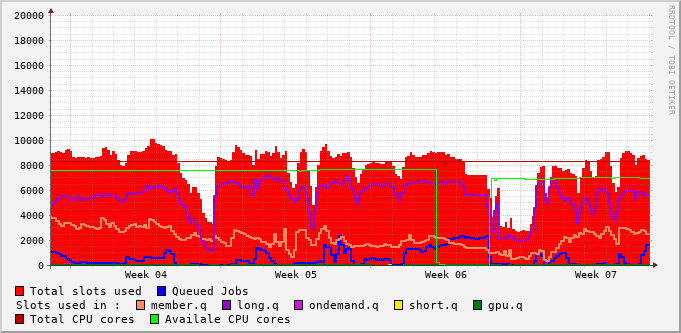 RRDTOOL / TOBI OETIKER
20000
18000
16000
14000
12000
10000
8000
6000
4000
2000
0
Week 04 Week 05 Week 06 Week 07
Total slots used Queued Jobs
Slots used in : member.q long.q ondemand.q short.q gpu.q
Total CPU cores Availale CPU cores